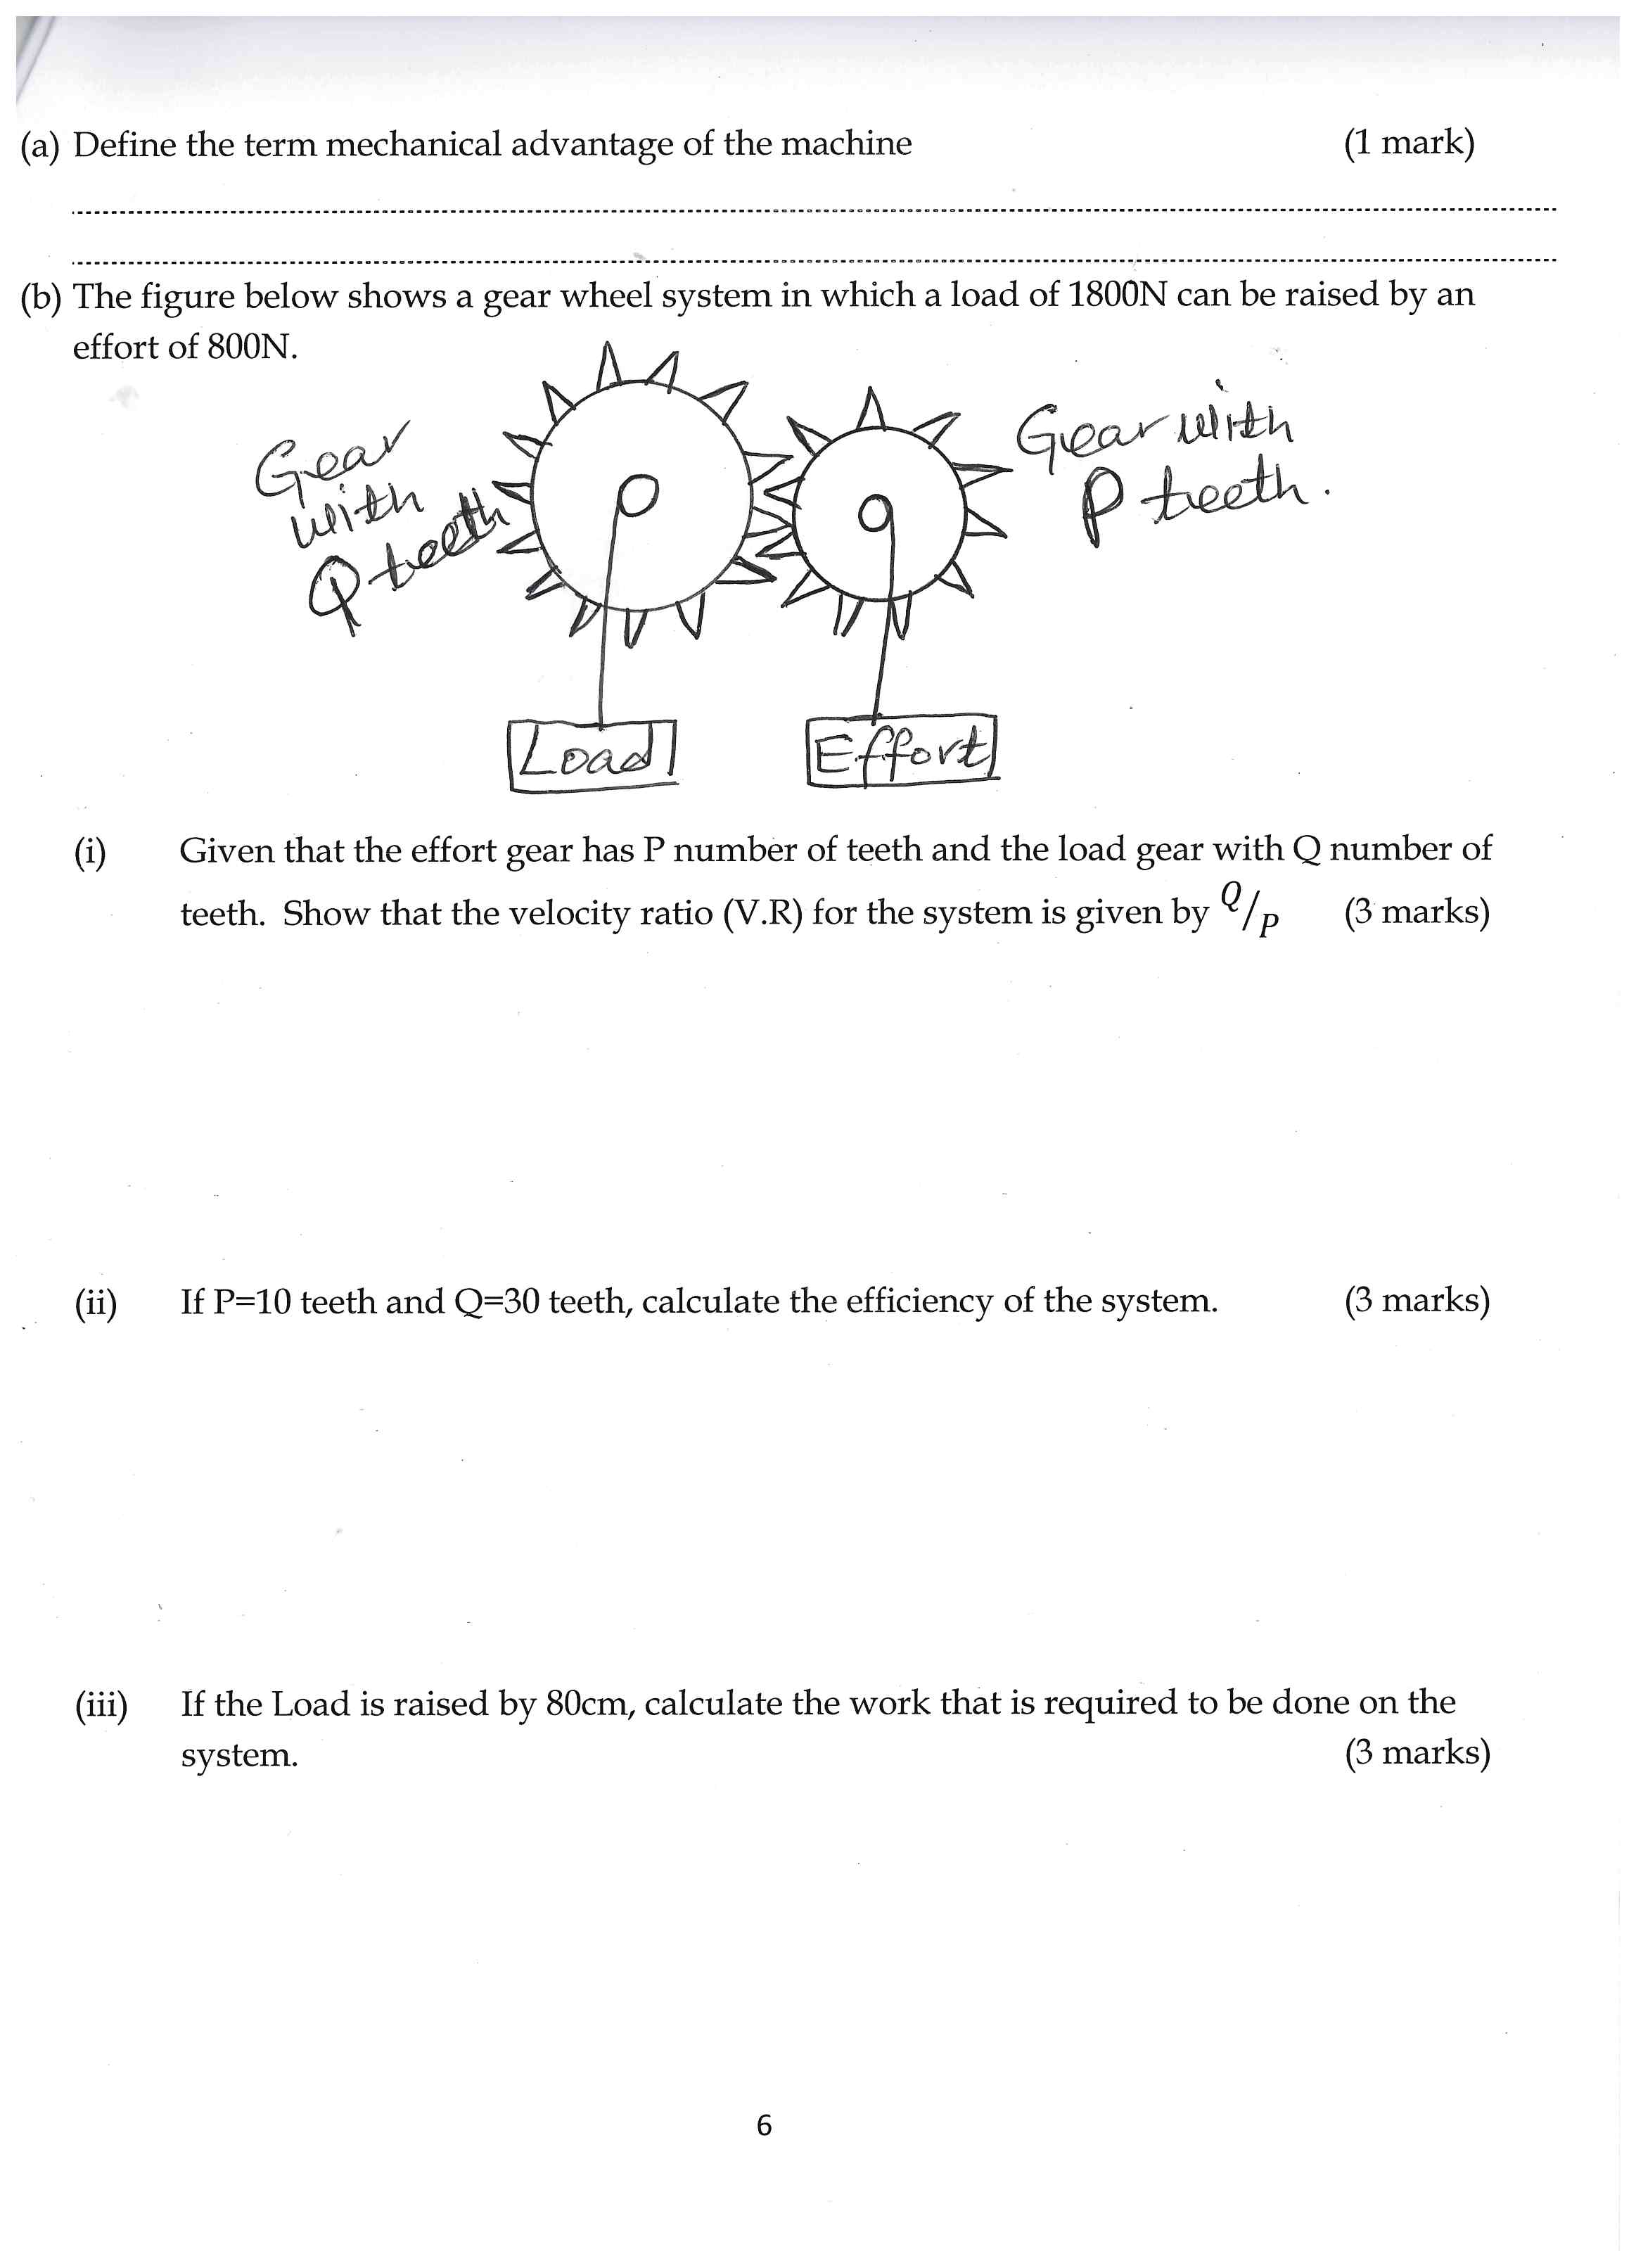 (a) Define the term mechanical advantage of the machine (1 mark)
(b) The figure below shows a gear wheel system in which a load of 1800N can be raised by an
effort of 800N.
Gear
with
Q teeth
Gear with
P teeth.
Load
Effort
(i) Given that the effort gear has P number of teeth and the load gear with Q number of
teeth. Show that the velocity ratio (V.R) for the system is given by Q/P (3 marks)
(ii) If P=10 teeth and Q=30 teeth, calculate the efficiency of the system. (3 marks)
(iii) If the Load is raised by 80cm, calculate the work that is required to be done on the
system. (3 marks)
6